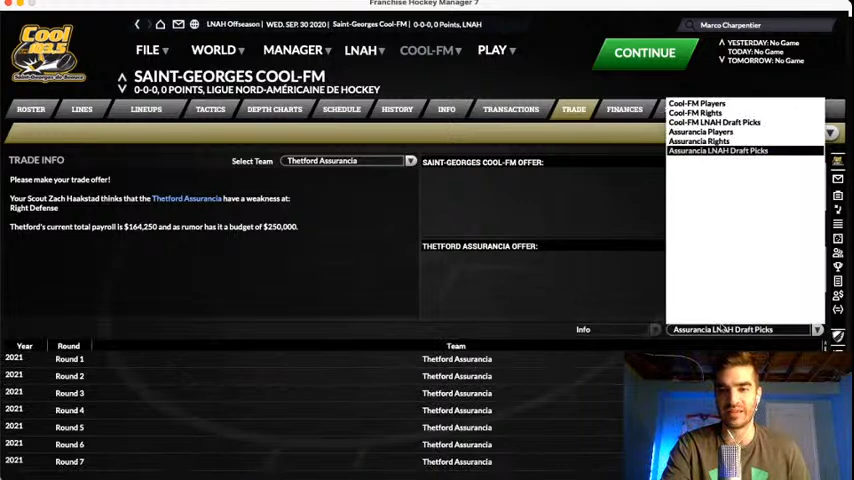 Franchise Hockey Manager 7
LNAH Offseason WED. SEP. 30 2020 Saint-Georges Cool-FM 0-0-0, 0 Points, LNAH
Marco Charpentier
Cool
103.5
Saint-Georges de Beauce
FILE WORLD MANAGER LNAH COOL-FM PLAY
CONTINUE
YESTERDAY: No Game
TODAY: No Game
TOMORROW: No Game
SAINT-GEORGES COOL-FM
0-0-0, 0 POINTS, LIGUE NORD-AMÉRICAINE DE HOCKEY
ROSTER LINES LINEUPS TACTICS DEPTH CHARTS SCHEDULE HISTORY INFO TRANSACTIONS TRADE FINANCES
Cool-FM Players
Cool-FM Rights
Cool-FM LNAH Draft Picks
Assurancia Players
Assurancia Rights
Assurancia LNAH Draft Picks
TRADE INFO
Select Team Thetford Assurancia
SAINT-GEORGES COOL-FM OFFER:
Please make your trade offer!
Your Scout Zach Haakstad thinks that the Thetford Assurancia have a weakness at:
Right Defense
Thetford's current total payroll is $164,250 and as rumor has it a budget of $250,000.
THETFORD ASSURANCIA OFFER:
Info
Assurancia LNAH Draft Picks
Year Round Team
2021 Round 1 Thetford Assurancia
2021 Round 2 Thetford Assurancia
2021 Round 3 Thetford Assurancia
2021 Round 4 Thetford Assurancia
2021 Round 5 Thetford Assurancia
2021 Round 6 Thetford Assurancia
2021 Round 7 Thetford Assurancia